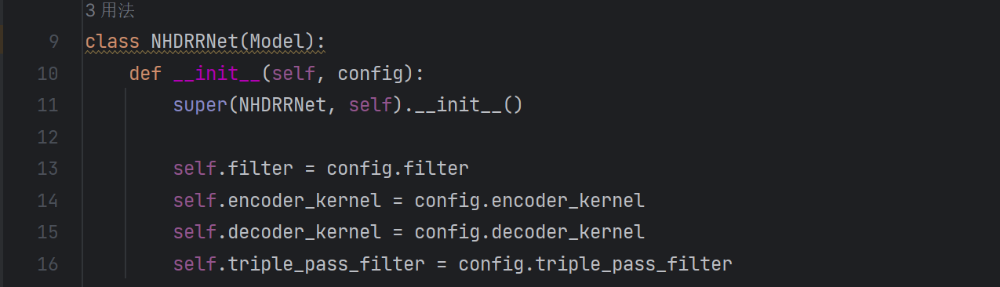 3 用法
9 class NHDRRNet(Model):
10 def __init__(self, config):
11 super(NHDRRNet, self).__init__()
12
13 self.filter = config.filter
14 self.encoder_kernel = config.encoder_kernel
15 self.decoder_kernel = config.decoder_kernel
16 self.triple_pass_filter = config.triple_pass_filter